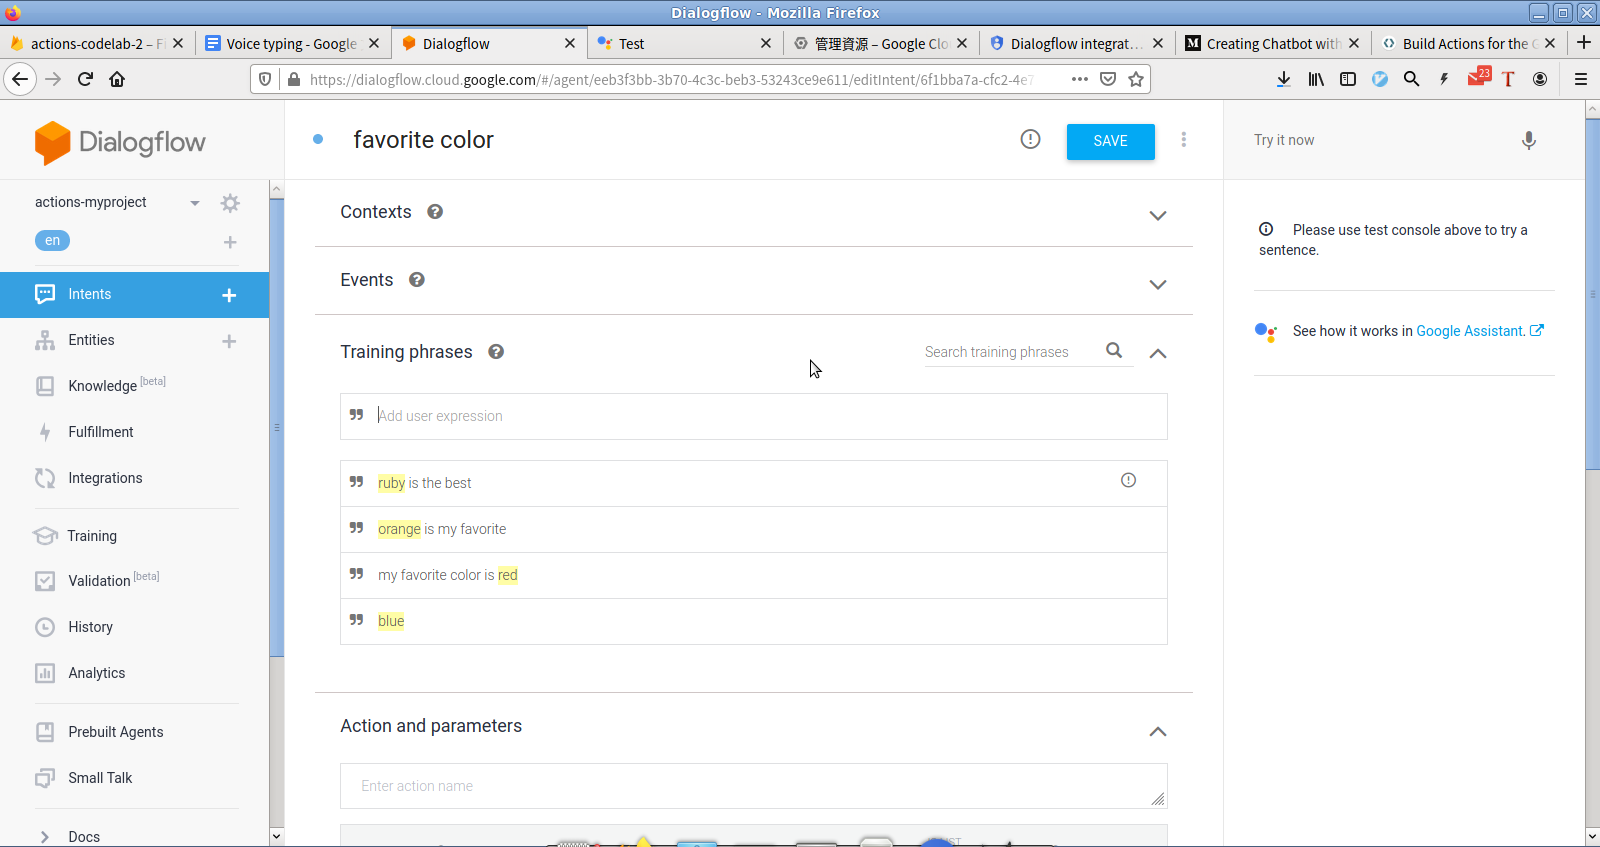 Dialogflow - Mozilla Firefox
actions-codelab-2 – Fi
Voice typing - Google
Dialogflow
Test
管理資源 – Google Clo
Dialogflow integrat…
Creating Chatbot with
Build Actions for the G
https://dialogflow.cloud.google.com/#/agent/eeb3f3bb-3b70-4c3c-beb3-53243ce9e611/editIntent/6f1bba7a-cfc2-4e7
23
Dialogflow
favorite color
SAVE
Try it now
actions-myproject
en
Intents
Entities
Knowledge [beta]
Fulfillment
Integrations
Training
Validation [beta]
History
Analytics
Prebuilt Agents
Small Talk
Docs
Contexts
Events
Training phrases
Search training phrases
Add user expression
ruby is the best
orange is my favorite
my favorite color is red
blue
Action and parameters
Enter action name
Please use test console above to try a
sentence.
See how it works in Google Assistant.